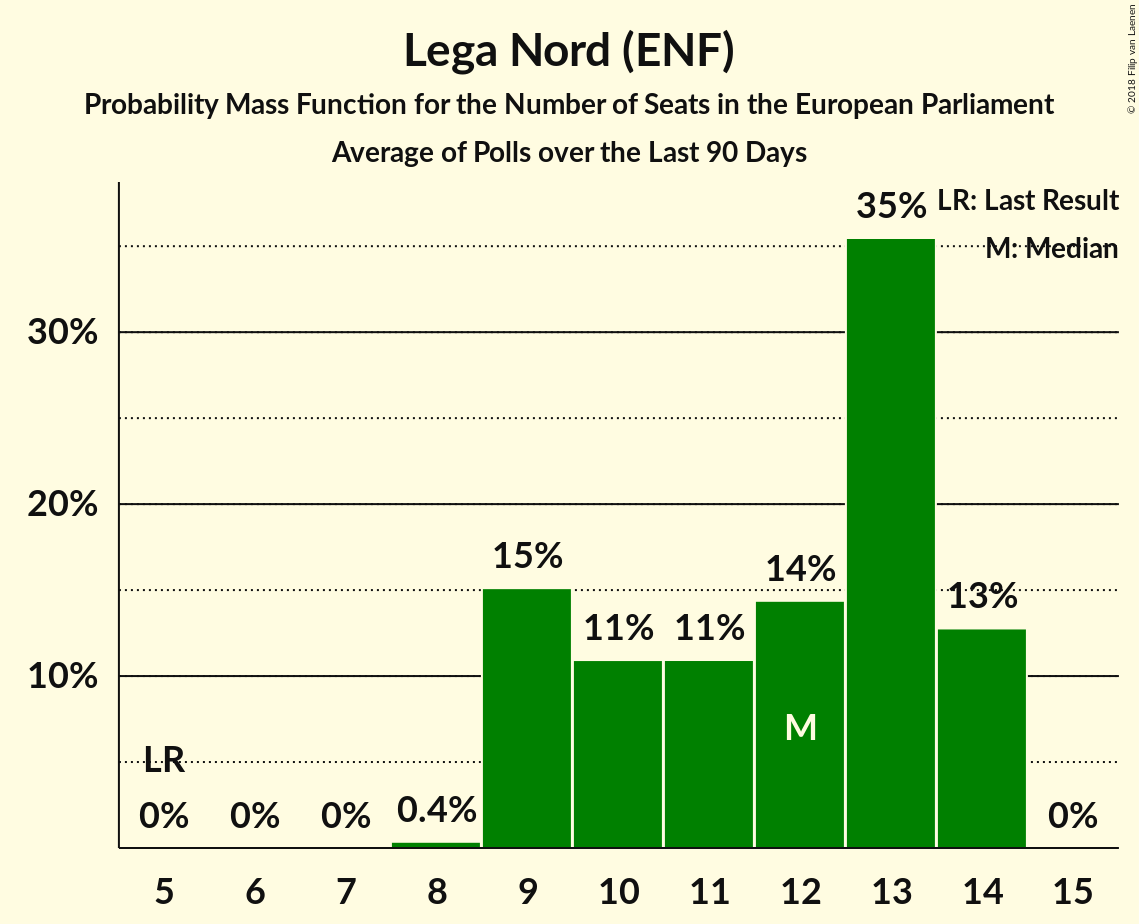 Lega Nord (ENF)
Probability Mass Function for the Number of Seats in the European Parliament
Average of Polls over the Last 90 Days
© 2018 Filip van Laenen
LR: Last Result
M: Median
35%
30%
20%
15%
14%
13%
11%
11%
10%
M
LR
0%
0%
0%
0.4%
0%
5 6 7 8 9 10 11 12 13 14 15